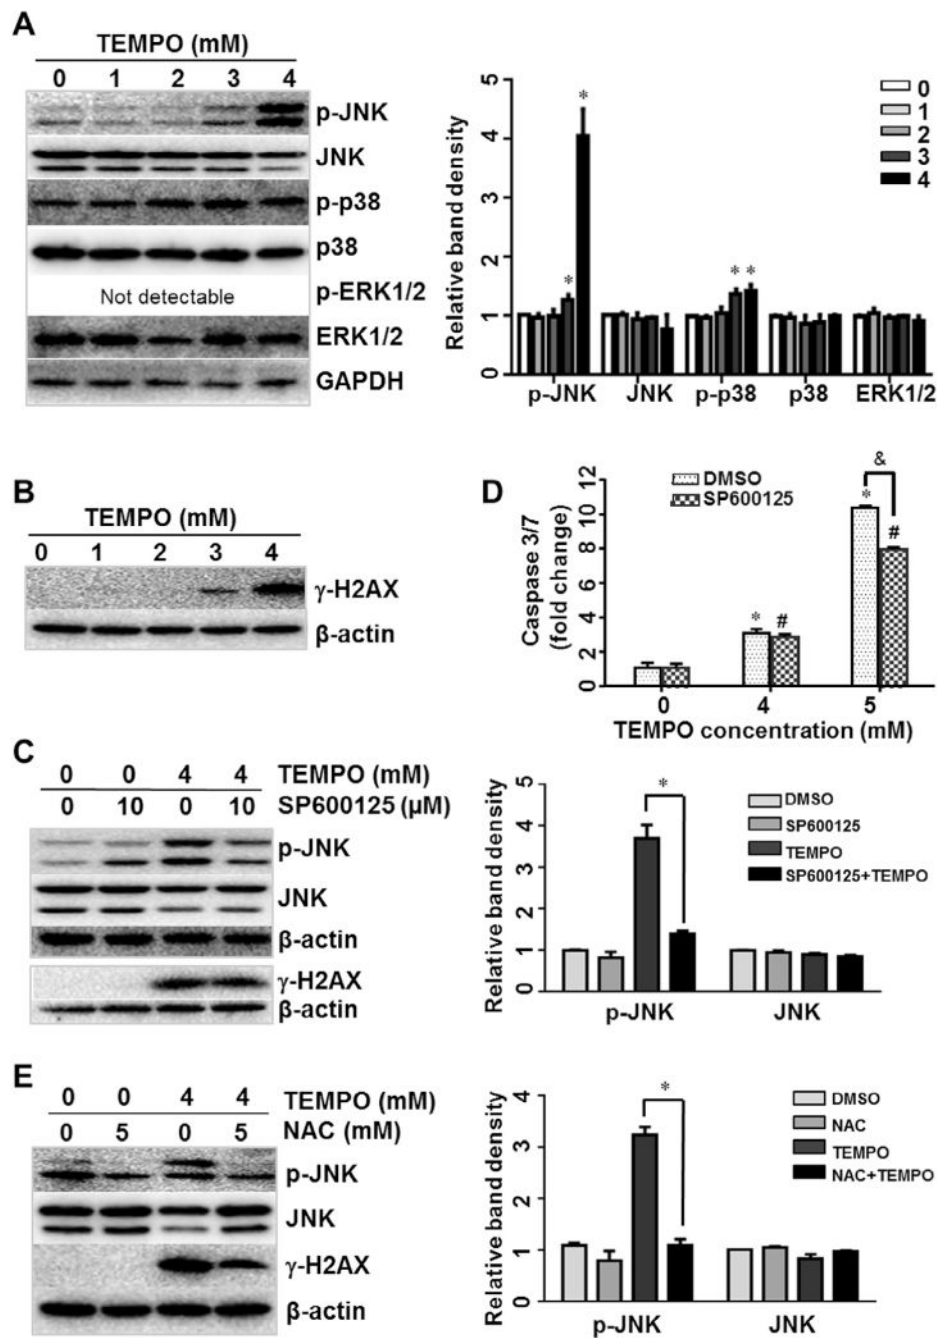 A
TEMPO (mM)
0 1 2 3 4
p-JNK
JNK
p-p38
p38
Not detectable
p-ERK1/2
ERK1/2
GAPDH
Relative band density
5
4
3
2
1
0
* * * *
0
1
2
3
4
p-JNK JNK p-p38 p38 ERK1/2
B
TEMPO (mM)
0 1 2 3 4
γ-H2AX
β-actin
D
Caspase 3/7
(fold change)
12
10
8
6
4
2
0
DMSO
SP600125
&
* # * #
0 4 5
TEMPO concentration (mM)
C
0 0 4 4 TEMPO (mM)
0 10 0 10 SP600125 (µM)
p-JNK
JNK
β-actin
γ-H2AX
β-actin
Relative band density
5
4
3
2
1
0
*
DMSO
SP600125
TEMPO
SP600125+TEMPO
p-JNK JNK
E
0 0 4 4 TEMPO (mM)
0 5 0 5 NAC (mM)
p-JNK
JNK
γ-H2AX
β-actin
Relative band density
4
3
2
1
0
*
DMSO
NAC
TEMPO
NAC+TEMPO
p-JNK JNK